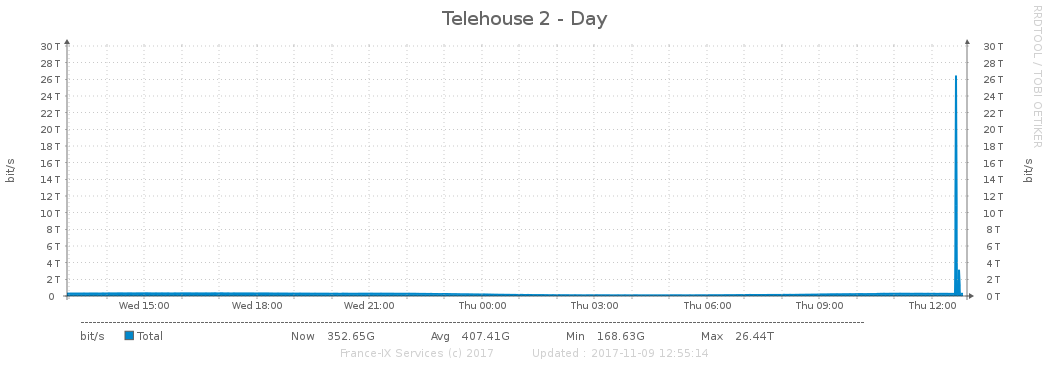 Telehouse 2 - Day
RRDTOOL / TOBI OETIKER
30 T 30 T
28 T 28 T
26 T 26 T
24 T 24 T
22 T 22 T
20 T 20 T
18 T 18 T
16 T 16 T
14 T 14 T
12 T 12 T
10 T 10 T
8 T 8 T
6 T 6 T
4 T 4 T
2 T 2 T
0 0 T
bit/s
bit/s
Wed 15:00 Wed 18:00 Wed 21:00 Thu 00:00 Thu 03:00 Thu 06:00 Thu 09:00 Thu 12:00
bit/s Total Now 352.65G Avg 407.41G Min 168.63G Max 26.44T
France-IX Services (c) 2017 Updated : 2017-11-09 12:55:14